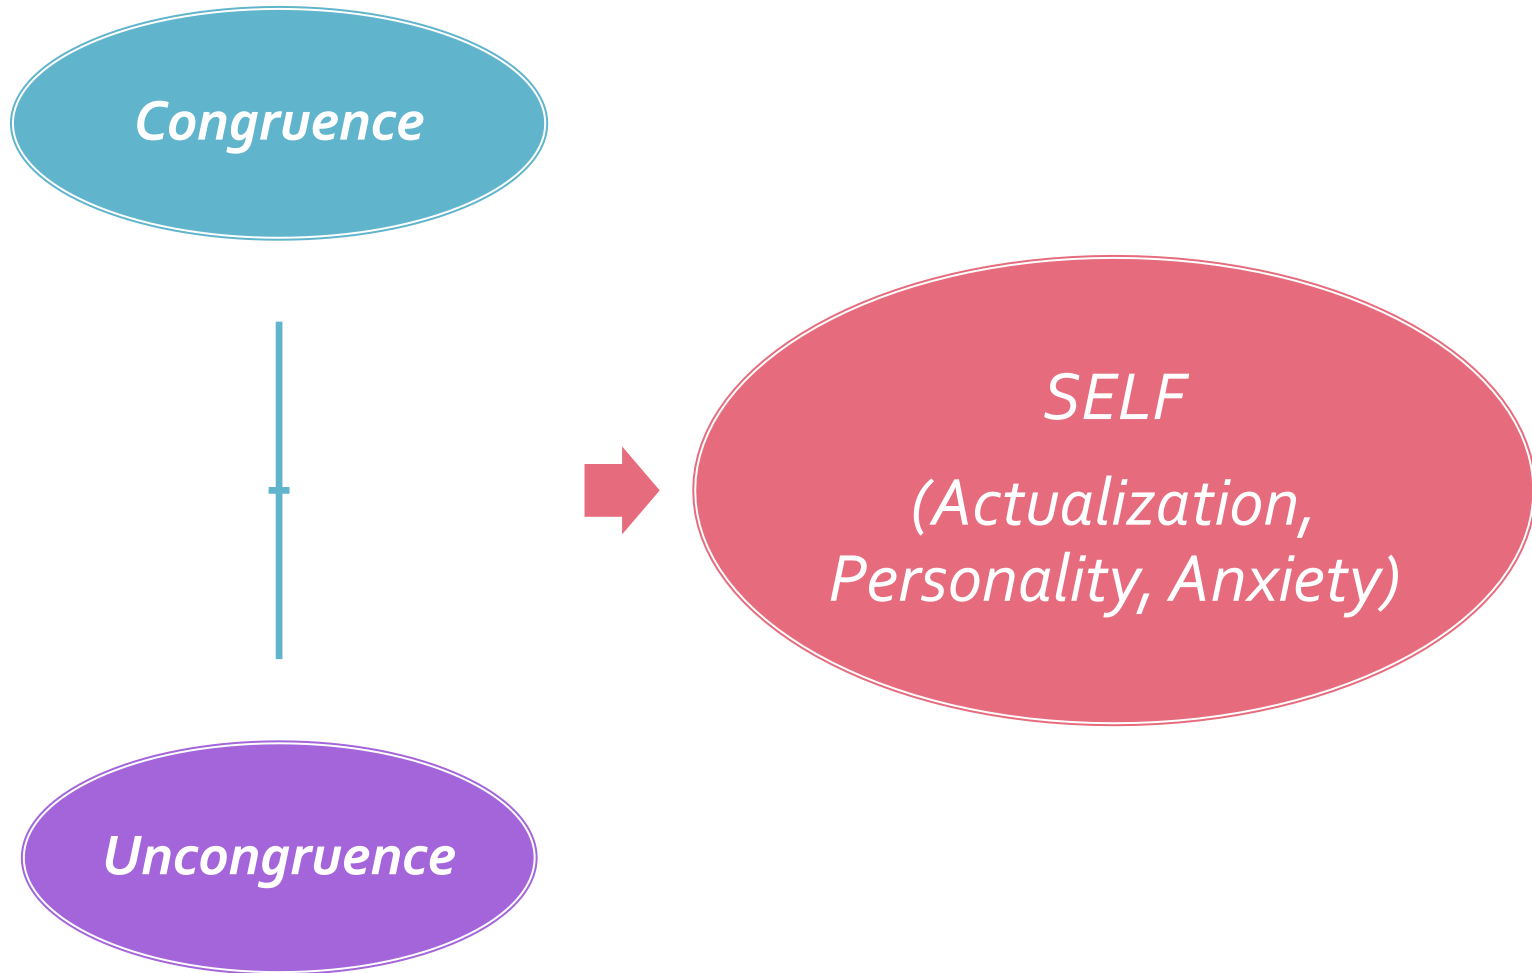 Congruence
SELF
(Actualization,
Personality, Anxiety)
Uncongruence